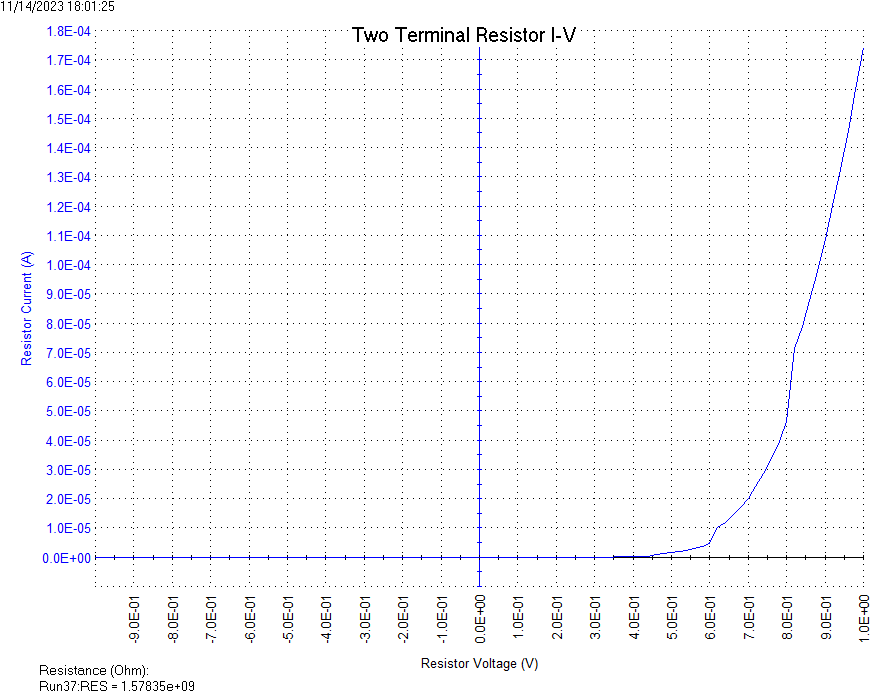 11/14/2023 18:01:25
Two Terminal Resistor I-V
1.8E-04
1.7E-04
1.6E-04
1.5E-04
1.4E-04
1.3E-04
1.2E-04
1.1E-04
1.0E-04
9.0E-05
8.0E-05
7.0E-05
6.0E-05
5.0E-05
4.0E-05
3.0E-05
2.0E-05
1.0E-05
0.0E+00
Resistor Current (A)
-9.0E-01
-8.0E-01
-7.0E-01
-6.0E-01
-5.0E-01
-4.0E-01
-3.0E-01
-2.0E-01
-1.0E-01
0.0E+00
1.0E-01
2.0E-01
3.0E-01
4.0E-01
5.0E-01
6.0E-01
7.0E-01
8.0E-01
9.0E-01
1.0E+00
Resistor Voltage (V)
Resistance (Ohm):
Run37:RES = 1.57835e+09